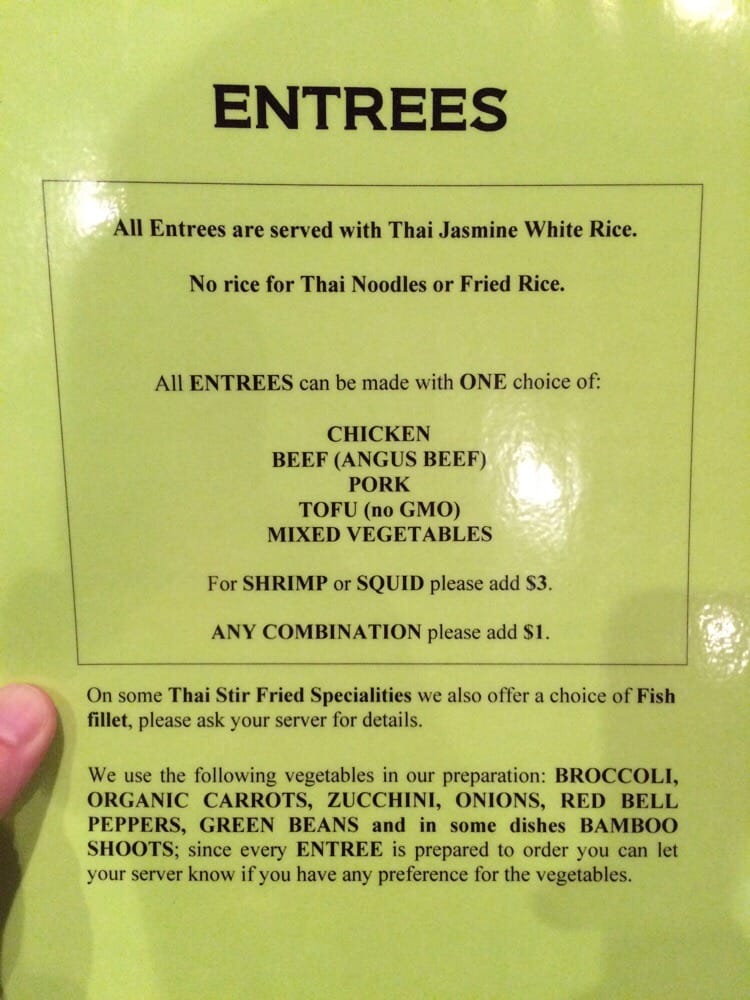 ENTREES
All Entrees are served with Thai Jasmine White Rice.
No rice for Thai Noodles or Fried Rice.
All ENTREES can be made with ONE choice of:
CHICKEN
BEEF (ANGUS BEEF)
PORK
TOFU (no GMO)
MIXED VEGETABLES
For SHRIMP or SQUID please add $3.
ANY COMBINATION please add $1.
On some Thai Stir Fried Specialities we also offer a choice of Fish
fillet, please ask your server for details.
We use the following vegetables in our preparation: BROCCOLI,
ORGANIC CARROTS, ZUCCHINI, ONIONS, RED BELL
PEPPERS, GREEN BEANS and in some dishes BAMBOO
SHOOTS; since every ENTREE is prepared to order you can let
your server know if you have any preference for the vegetables.